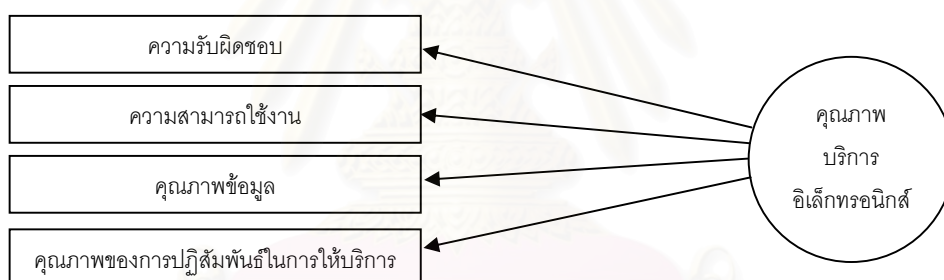 ความรับผิดชอบ
ความสามารถใช้งาน
คุณภาพข้อมูล
คุณภาพของการปฏิสัมพันธ์ในการให้บริการ
คุณภาพ
บริการ
อิเล็กทรอนิกส์